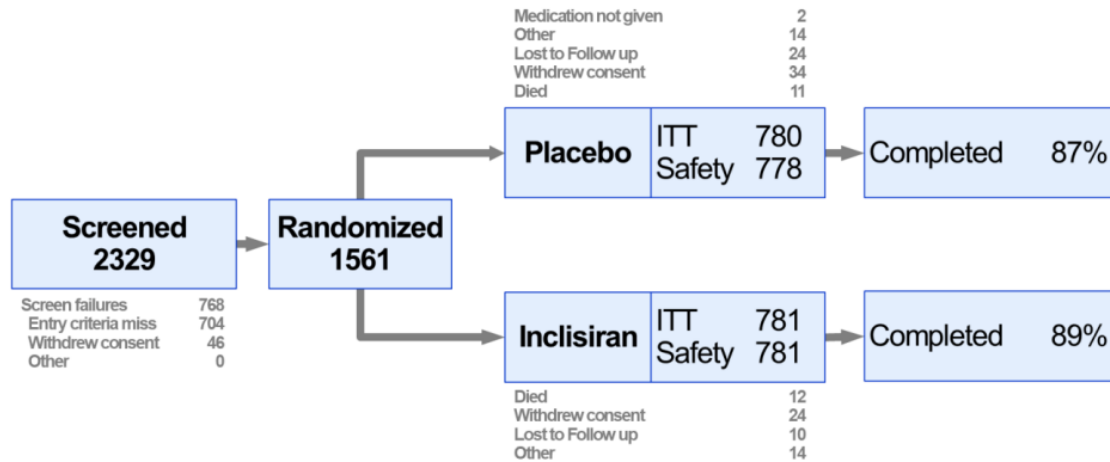 Medication not given 2
Other 14
Lost to Follow up 24
Withdrew consent 34
Died 11
Placebo
ITT 780
Safety 778
Completed 87%
Screened
2329
Randomized
1561
Screen failures 768
Entry criteria miss 704
Withdrew consent 46
Other 0
Inclisiran
ITT 781
Safety 781
Completed 89%
Died 12
Withdrew consent 24
Lost to Follow up 10
Other 14